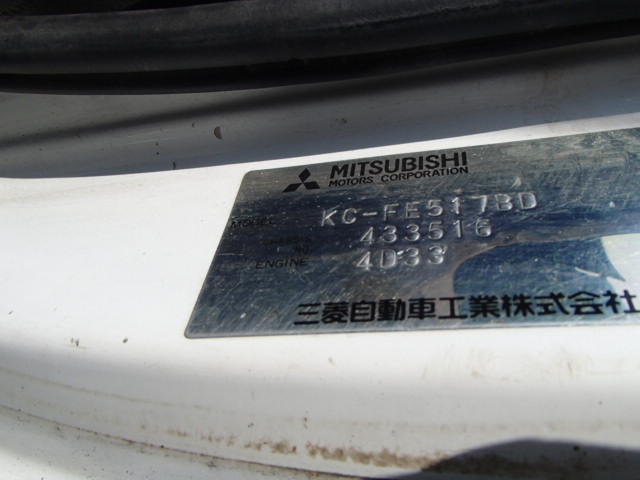 MITSUBISHI
MOTORS CORPORATION
MODEL KC-FE517BD
433516
ENGINE 4D33
三菱自動車工業株式会社